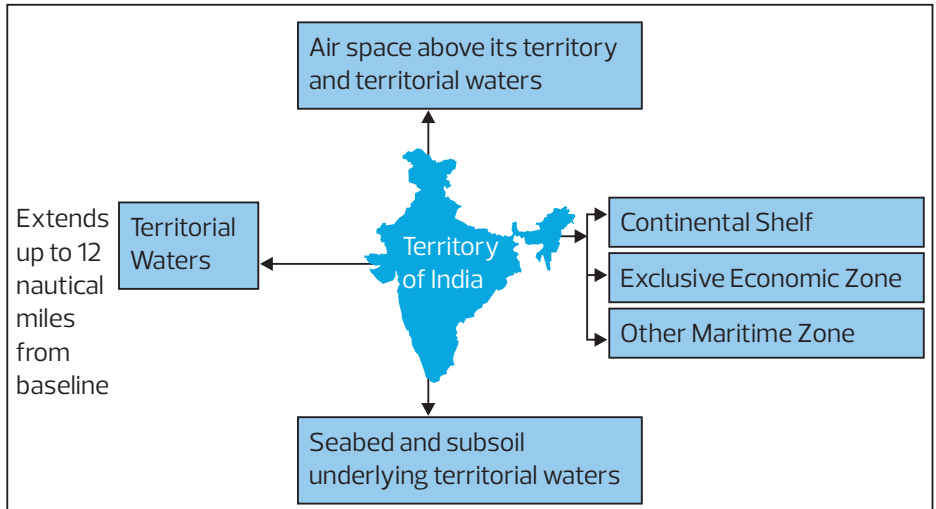 Air space above its territory
and territorial waters
Extends
up to 12
nautical
miles
from
baseline
Territorial
Waters
Territory
of India
Continental Shelf
Exclusive Economic Zone
Other Maritime Zone
Seabed and subsoil
underlying territorial waters